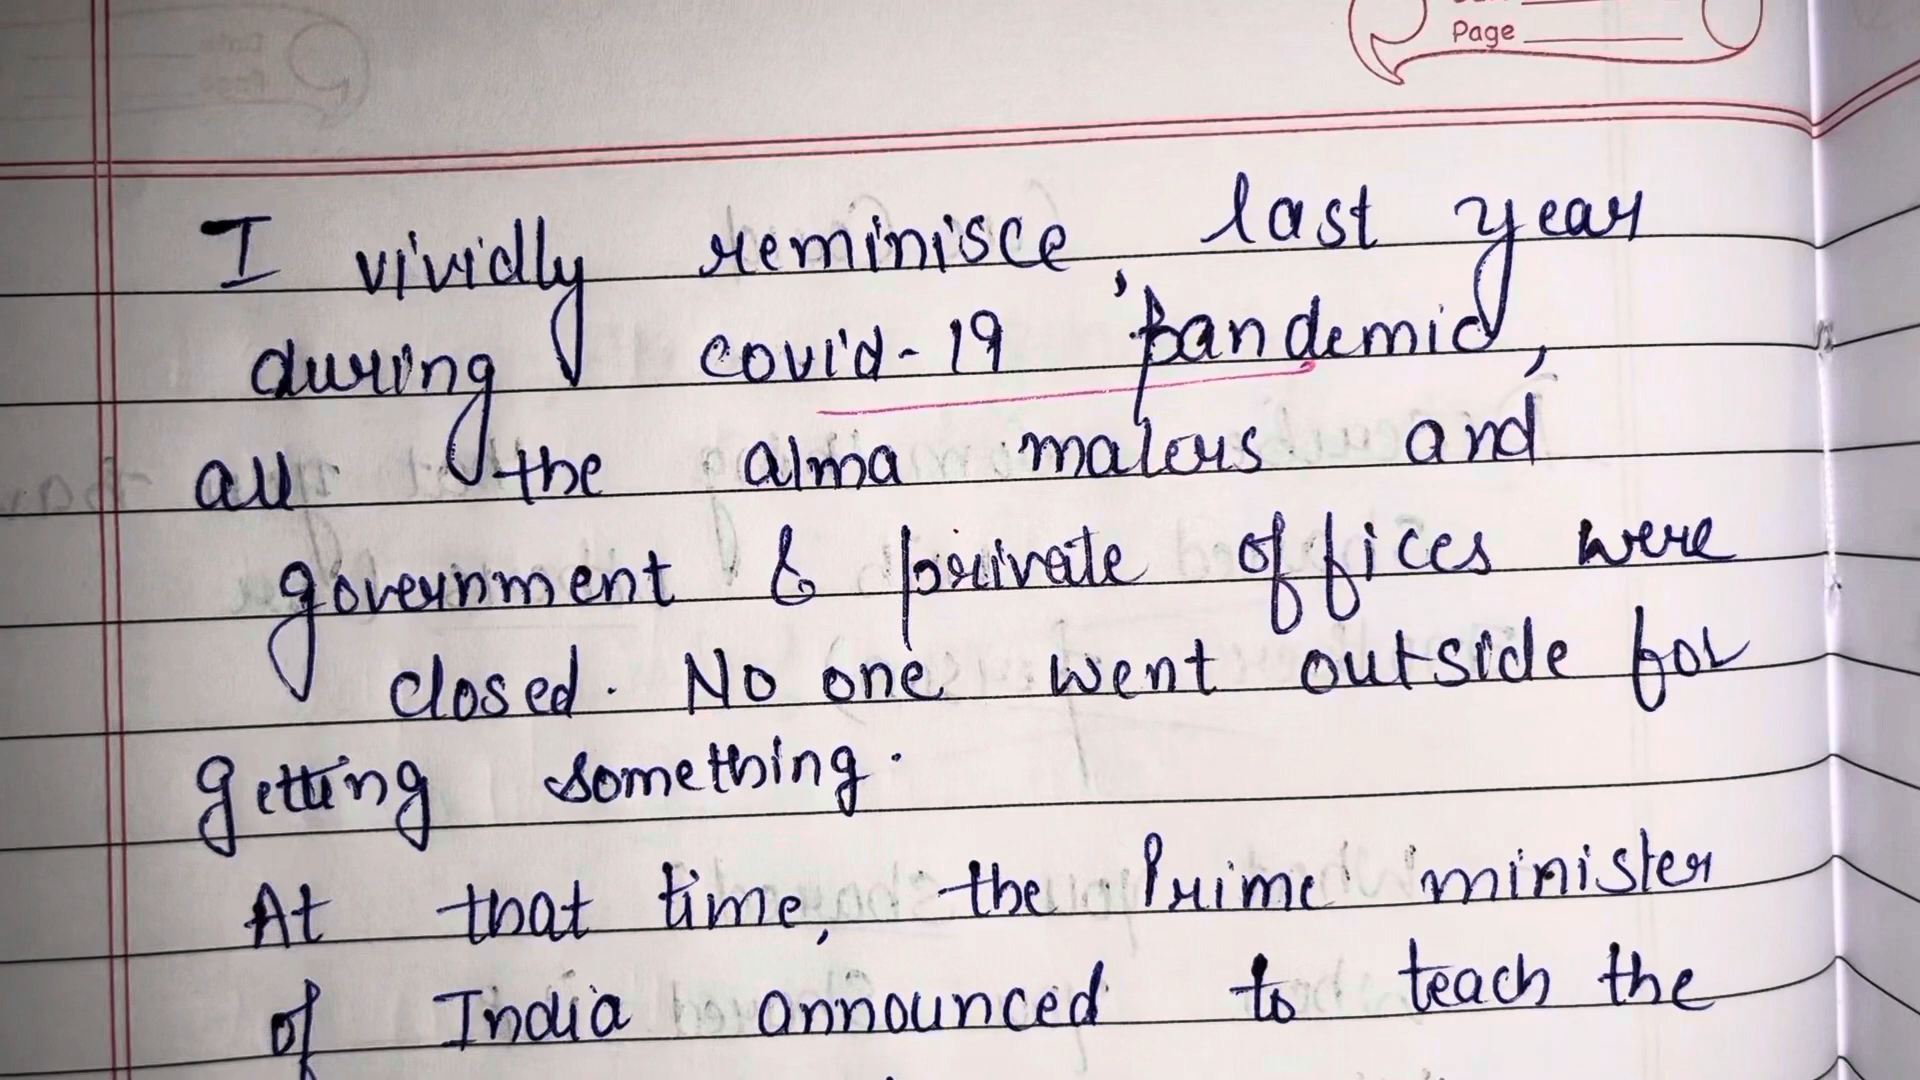 Page
I vividly reminisce, last year
during covid-19 'pandemic,
all the alma maters and
government & private offices were
closed. No one went outside for
getting something.
At that time, the Prime minister
of India announced to teach the